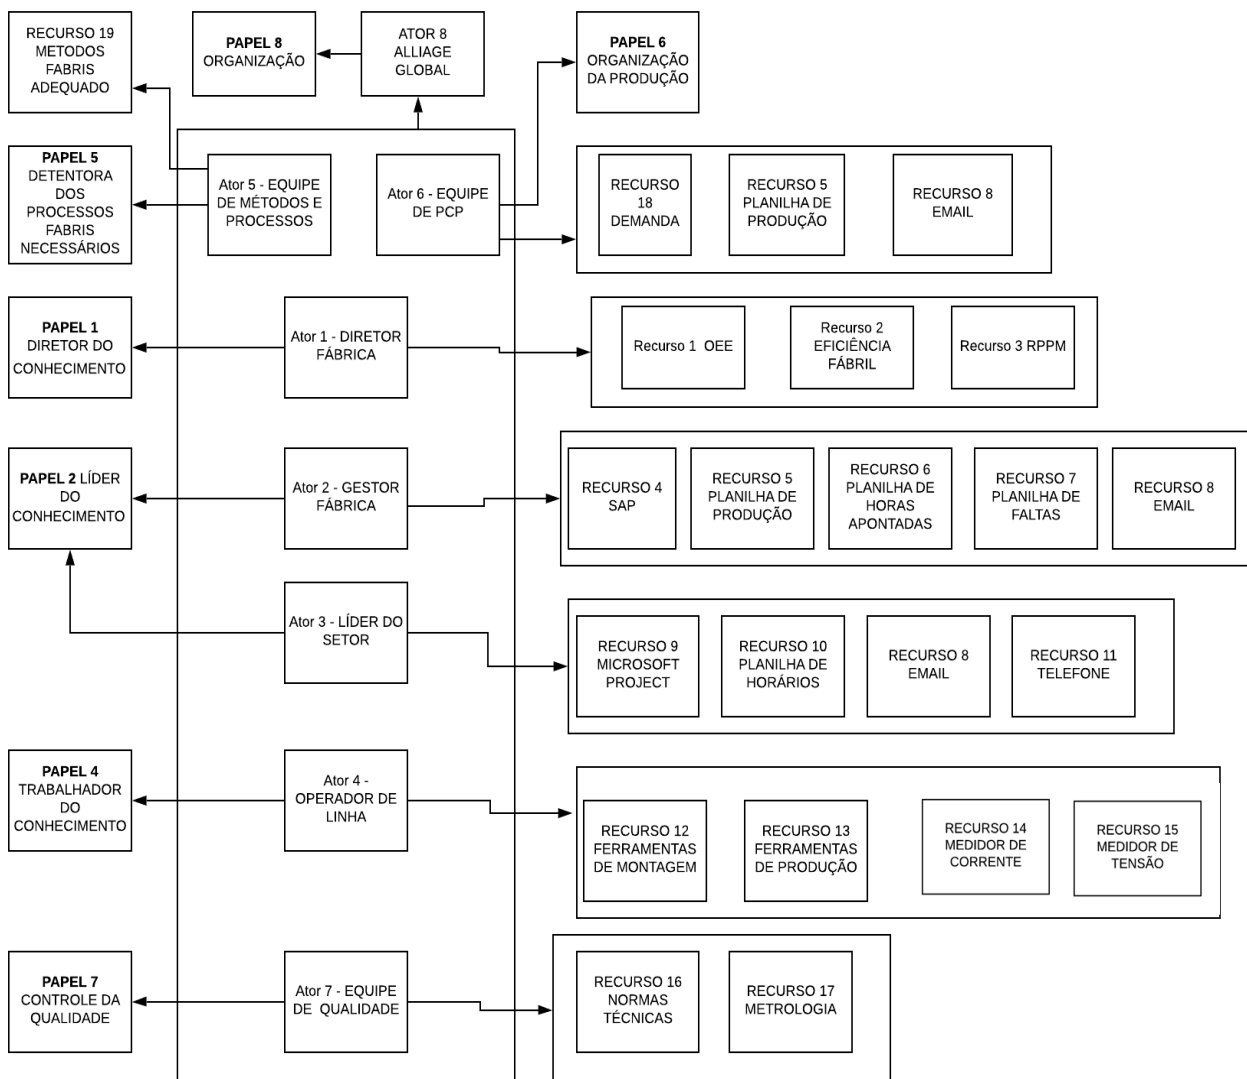 RECURSO 19
METODOS
FABRIS
ADEQUADO
PAPEL 8
ORGANIZAÇÃO
ATOR 8
ALLIAGE
GLOBAL
PAPEL 6
ORGANIZAÇÃO
DA PRODUÇÃO
PAPEL 5
DETENTORA
DOS
PROCESSOS
FABRIS
NECESSÁRIOS
Ator 5 - EQUIPE
DE MÉTODOS E
PROCESSOS
Ator 6 - EQUIPE
DE PCP
RECURSO
18
DEMANDA
RECURSO 5
PLANILHA DE
PRODUÇÃO
RECURSO 8
EMAIL
PAPEL 1
DIRETOR DO
CONHECIMENTO
Ator 1 - DIRETOR
FÁBRICA
Recurso 1 OEE
Recurso 2
EFICIÊNCIA
FÁBRIL
Recurso 3 RPPM
PAPEL 2 LÍDER
DO
CONHECIMENTO
Ator 2 - GESTOR
FÁBRICA
RECURSO 4
SAP
RECURSO 5
PLANILHA DE
PRODUÇÃO
RECURSO 6
PLANILHA DE
HORAS
APONTADAS
RECURSO 7
PLANILHA DE
FALTAS
RECURSO 8
EMAIL
Ator 3 - LÍDER DO
SETOR
RECURSO 9
MICROSOFT
PROJECT
RECURSO 10
PLANILHA DE
HORÁRIOS
RECURSO 8
EMAIL
RECURSO 11
TELEFONE
PAPEL 4
TRABALHADOR
DO
CONHECIMENTO
Ator 4 -
OPERADOR DE
LINHA
RECURSO 12
FERRAMENTAS
DE MONTAGEM
RECURSO 13
FERRAMENTAS
DE PRODUÇÃO
RECURSO 14
MEDIDOR DE
CORRENTE
RECURSO 15
MEDIDOR DE
TENSÃO
PAPEL 7
CONTROLE DA
QUALIDADE
Ator 7 - EQUIPE
DE QUALIDADE
RECURSO 16
NORMAS
TÉCNICAS
RECURSO 17
METROLOGIA